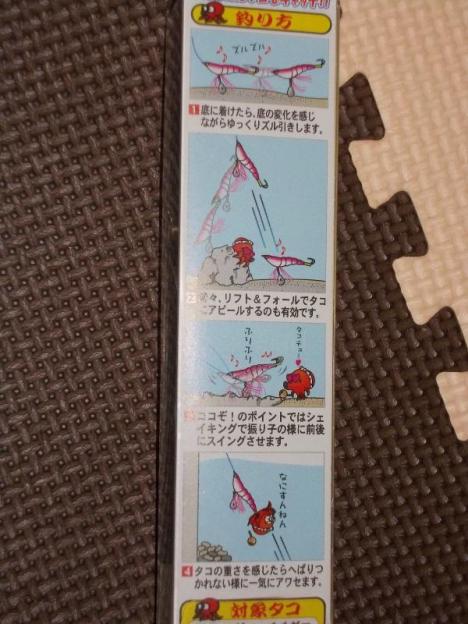 釣り方
ズルズル
1 底に着けたら、底の変化を感じ
ながらゆっくりズル引きします。
2 時々、リフト＆フォールでタコ
にアピールするのも有効です。
ふりふり
タコチュー♥
3 ココぞ！のポイントではシェ
イキングで振り子の様に前後
にスイングさせます。
なにすんねん
4 タコの重さを感じたらへばりつ
かれない様に一気にアワセます。
対象タコ